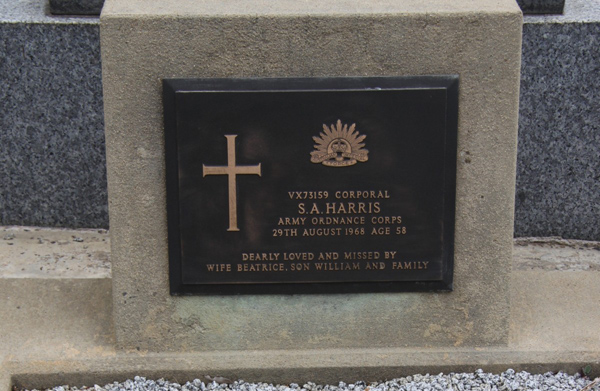 VX73159 CORPORAL
S.A. HARRIS
ARMY ORDNANCE CORPS
29TH AUGUST 1968 AGE 58
DEARLY LOVED AND MISSED BY
WIFE BEATRICE, SON WILLIAM AND FAMILY